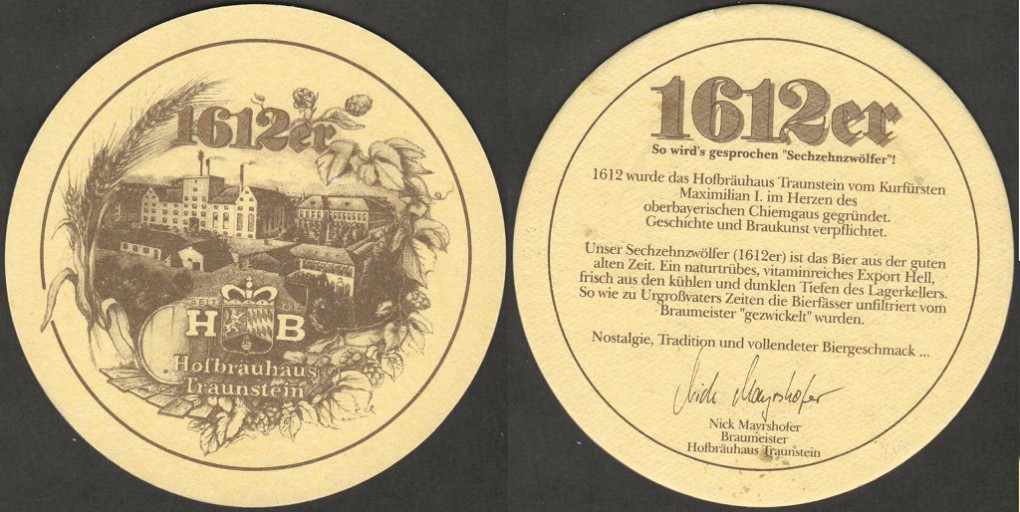 1612er
SEIT
H B
Hofbräuhaus
Traunstein
1612er
So wird's gesprochen "Sechzehnzwölfer"!
1612 wurde das Hofbräuhaus Traunstein vom Kurfürsten
Maximilian I. im Herzen des
oberbayerischen Chiemgaus gegründet.
Geschichte und Braukunst verpflichtet.
Unser Sechzehnzwölfer (1612er) ist das Bier aus der guten
alten Zeit. Ein naturtrübes, vitaminreiches Export Hell,
frisch aus den kühlen und dunklen Tiefen des Lagerkellers.
So wie zu Urgroßvaters Zeiten die Bierfässer unfiltriert vom
Braumeister "gezwickelt" wurden.
Nostalgie, Tradition und vollendeter Biergeschmack ...
Nick Mayrshofer
Nick Mayrshofer
Braumeister
Hofbräuhaus Traunstein